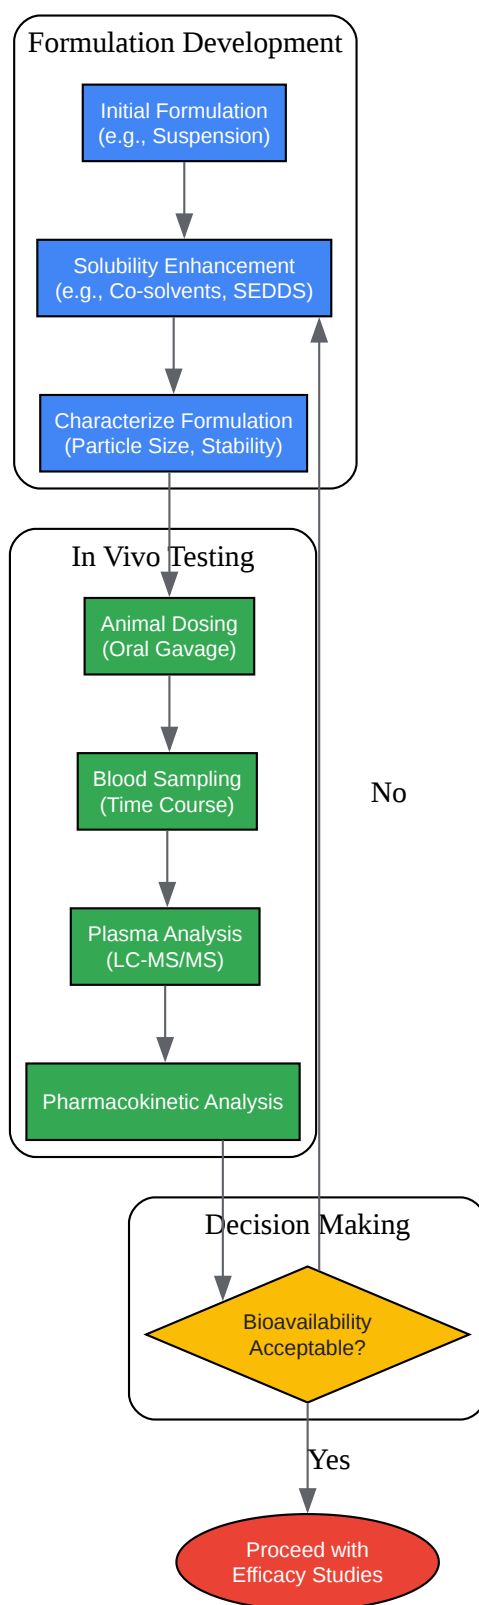 Formulation Development
Initial Formulation
(e.g., Suspension)
Solubility Enhancement
(e.g., Co-solvents, SEDDS)
Characterize Formulation
(Particle Size, Stability)
In Vivo Testing
Animal Dosing
(Oral Gavage)
Blood Sampling
(Time Course)
No
Plasma Analysis
(LC-MS/MS)
Pharmacokinetic Analysis
Decision Making
Bioavailability
Acceptable?
Yes
Proceed with
Efficacy Studies